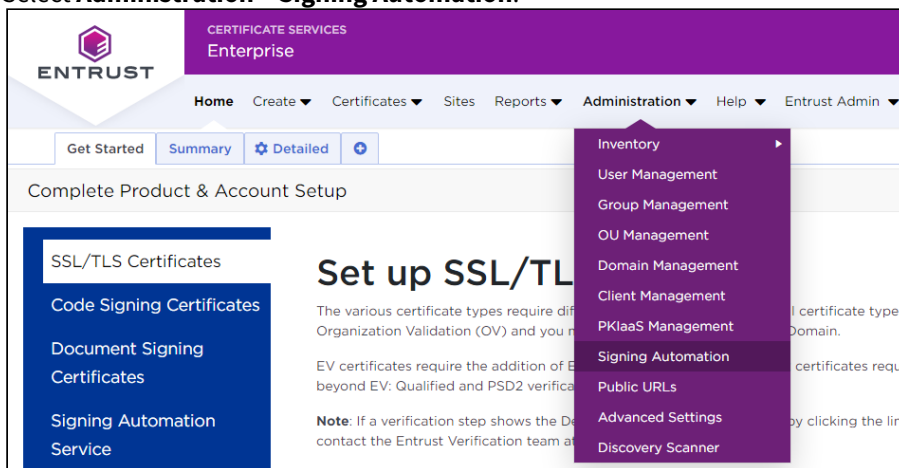 Select Administration > Signing Automation.
ENTRUST
CERTIFICATE SERVICES
Enterprise
Home Create Certificates Sites Reports Administration Help Entrust Admin
Get Started Summary Detailed
Complete Product & Account Setup
SSL/TLS Certificates
Code Signing Certificates
Document Signing
Certificates
Signing Automation
Service
Set up SSL/TL
The various certificate types require dif
l certificate type
Organization Validation (OV) and you
Domain.
EV certificates require the addition of E
certificates requ
beyond EV: Qualified and PSD2 verifica
Note: If a verification step shows the De
by clicking the lin
contact the Entrust Verification team a
Inventory
User Management
Group Management
OU Management
Domain Management
Client Management
PKIaaS Management
Signing Automation
Public URLs
Advanced Settings
Discovery Scanner